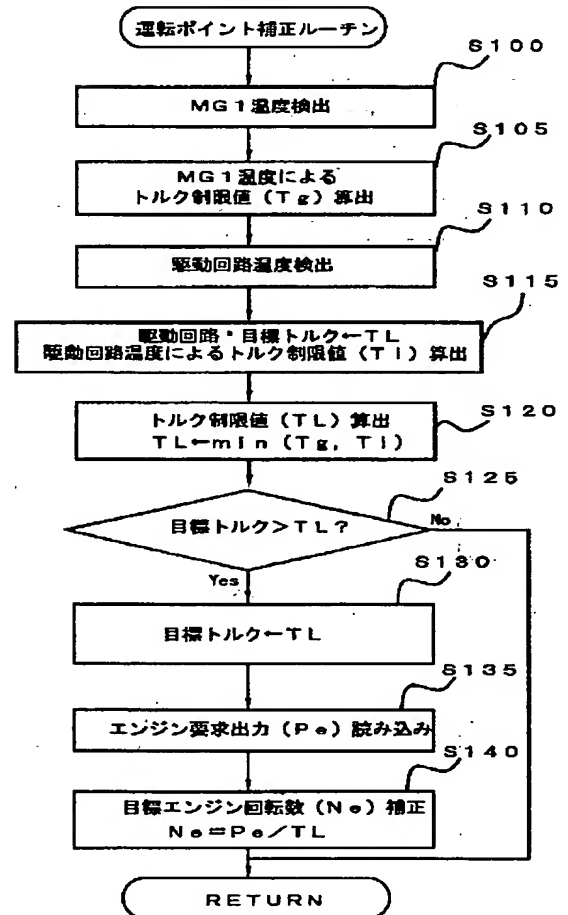 運転ポイント補正ルーチン
S100
MG1温度検出
S105
MG1温度による
トルク制限値(Tg)算出
S110
駆動回路温度検出
S115
駆動回路・目標トルク←TL
駆動回路温度によるトルク制限値(TI)算出
S120
トルク制限値(TL)算出
TL←min(Tg, TI)
S125
目標トルク>TL?
No
Yes
S130
目標トルク←TL
S135
エンジン要求出力(Pe)読み込み
S140
目標エンジン回転数(Ne)補正
Ne=Pe/TL
RETURN